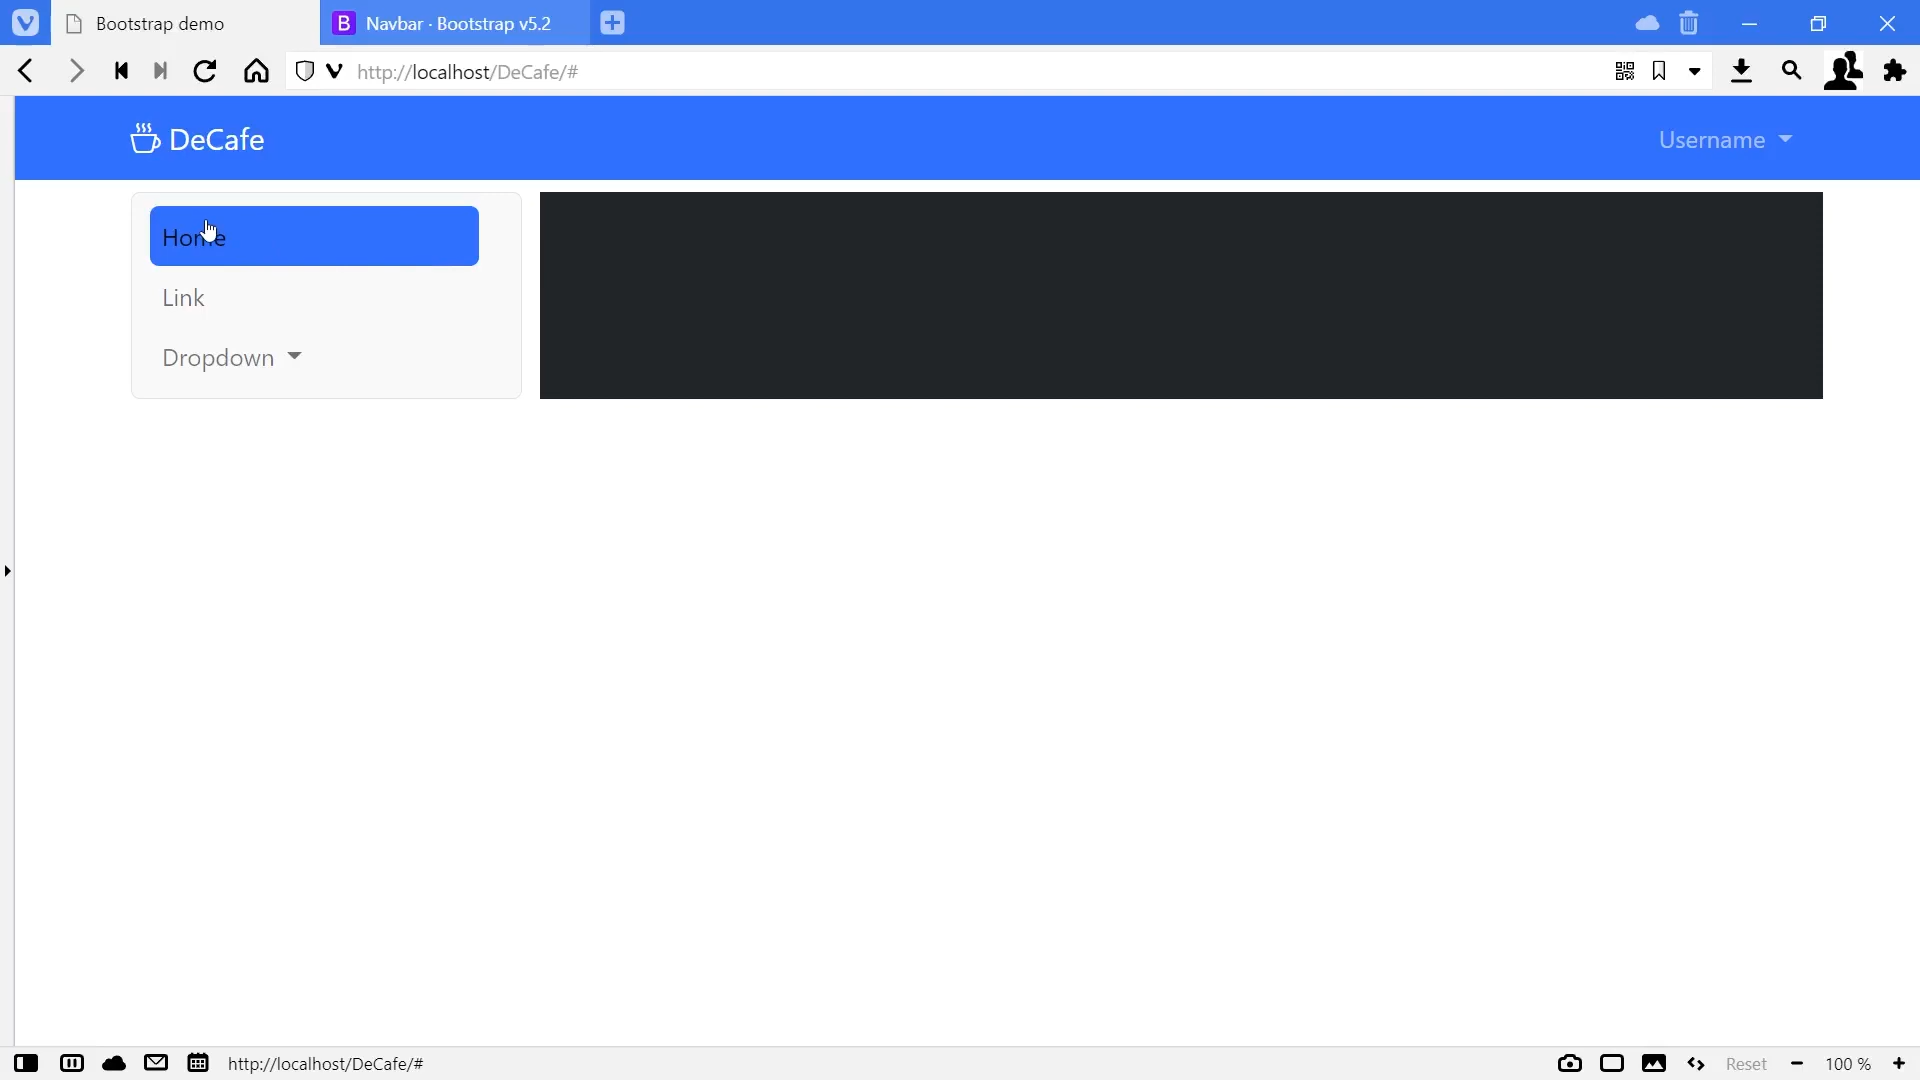 Bootstrap demo
B Navbar · Bootstrap v5.2
http://localhost/DeCafe/#
DeCafe
Username
Home
Link
Dropdown
http://localhost/DeCafe/#
Reset
100 %